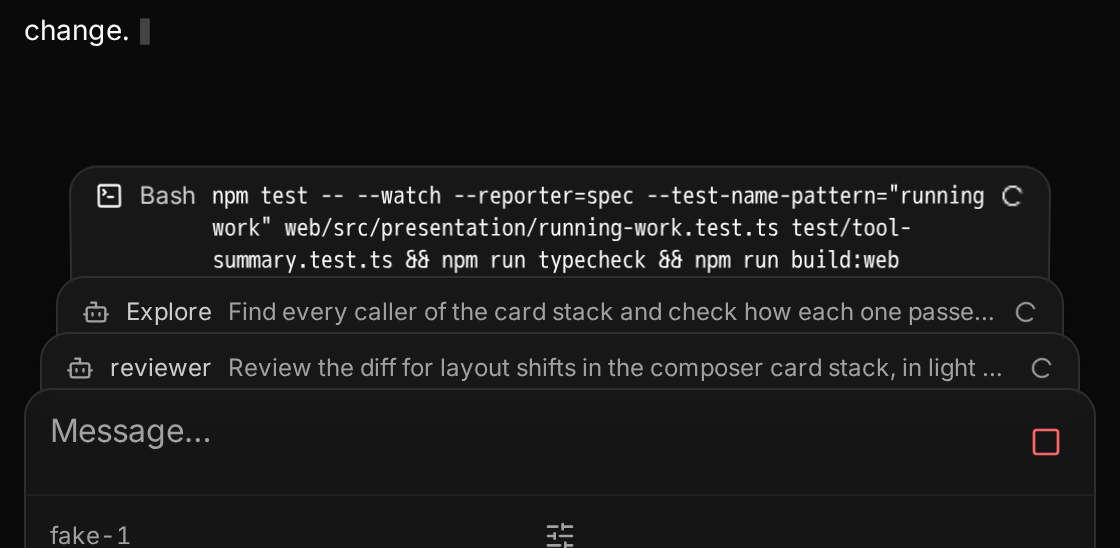 change.
Bash npm test -- --watch --reporter=spec --test-name-pattern="running
work" web/src/presentation/running-work.test.ts test/tool-
summary.test.ts && npm run typecheck && npm run build:web
Explore Find every caller of the card stack and check how each one passe...
reviewer Review the diff for layout shifts in the composer card stack, in light ...
Message...
fake-1